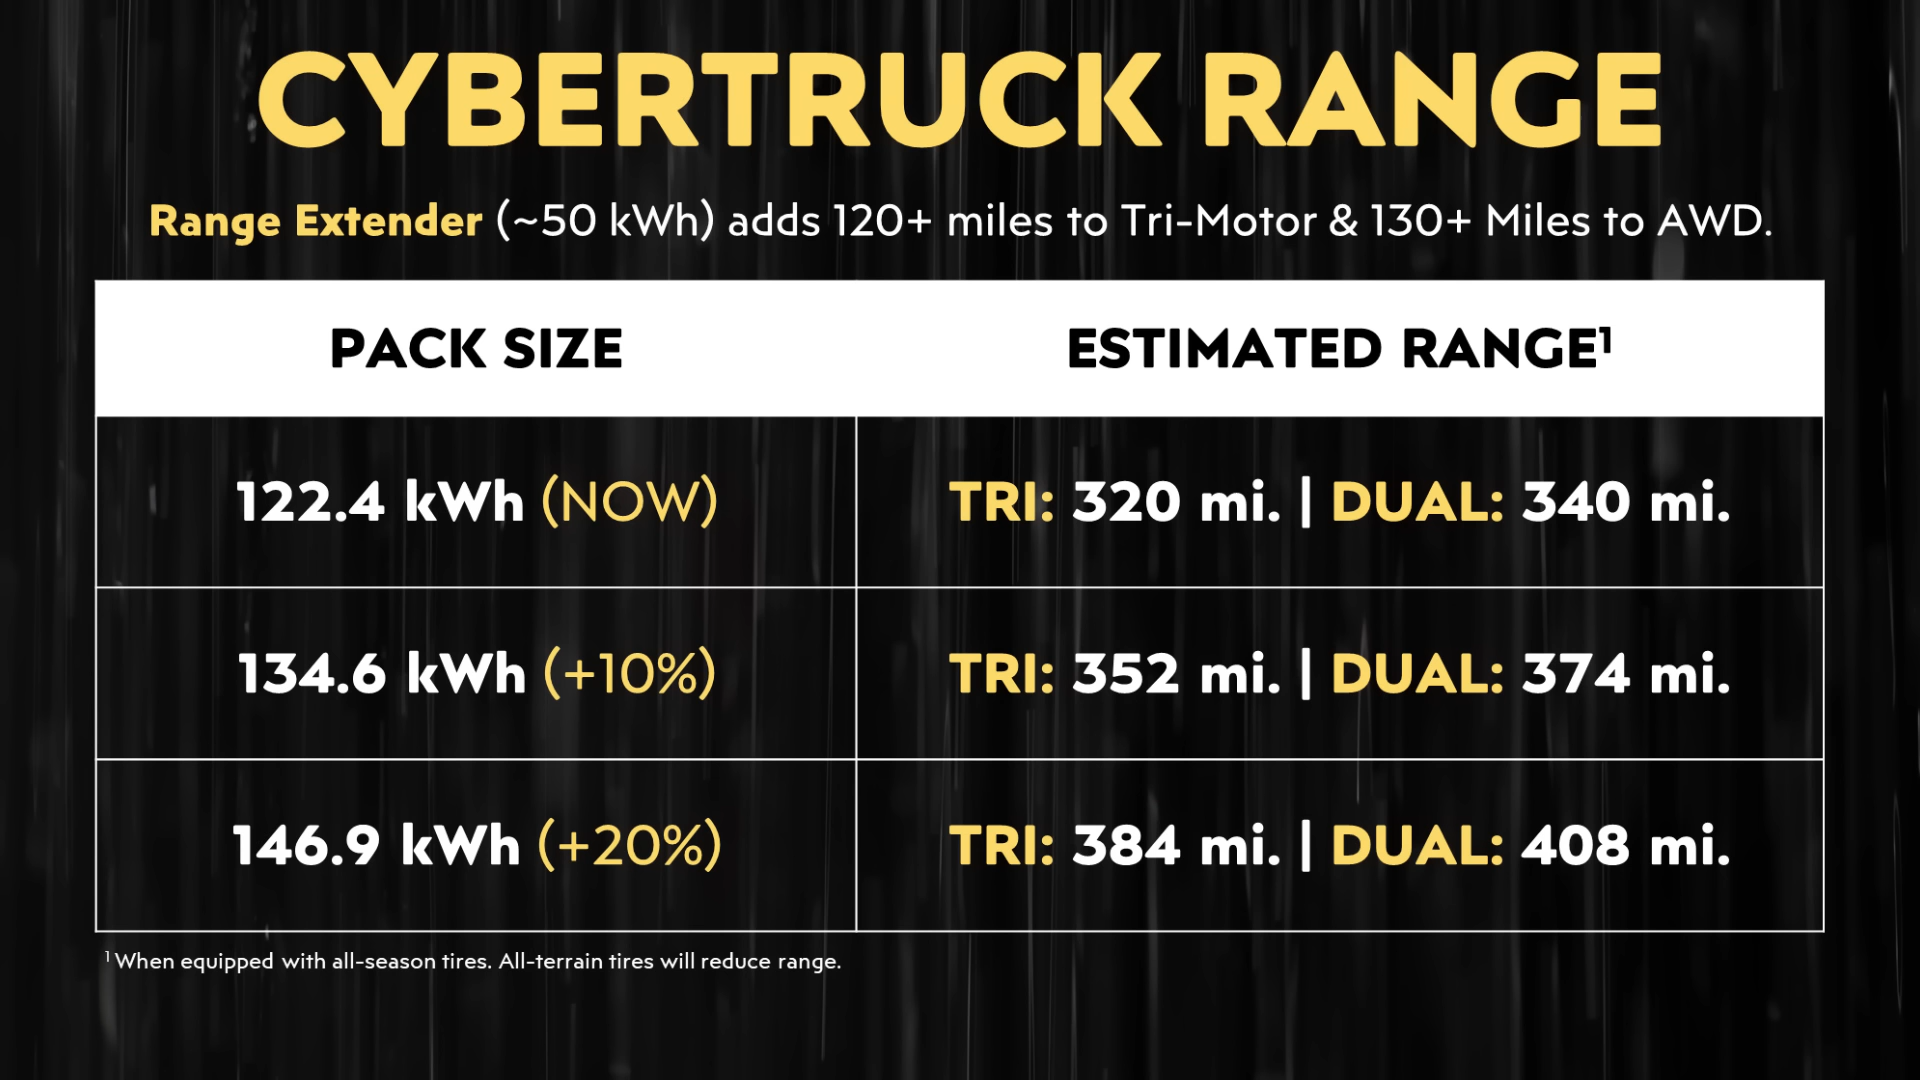 CYBERTRUCK RANGE
Range Extender (~50 kWh) adds 120+ miles to Tri-Motor & 130+ Miles to AWD.
PACK SIZE
ESTIMATED RANGE¹
122.4 kWh (NOW)
TRI: 320 mi. | DUAL: 340 mi.
134.6 kWh (+10%)
TRI: 352 mi. | DUAL: 374 mi.
146.9 kWh (+20%)
TRI: 384 mi. | DUAL: 408 mi.
¹ When equipped with all-season tires. All-terrain tires will reduce range.